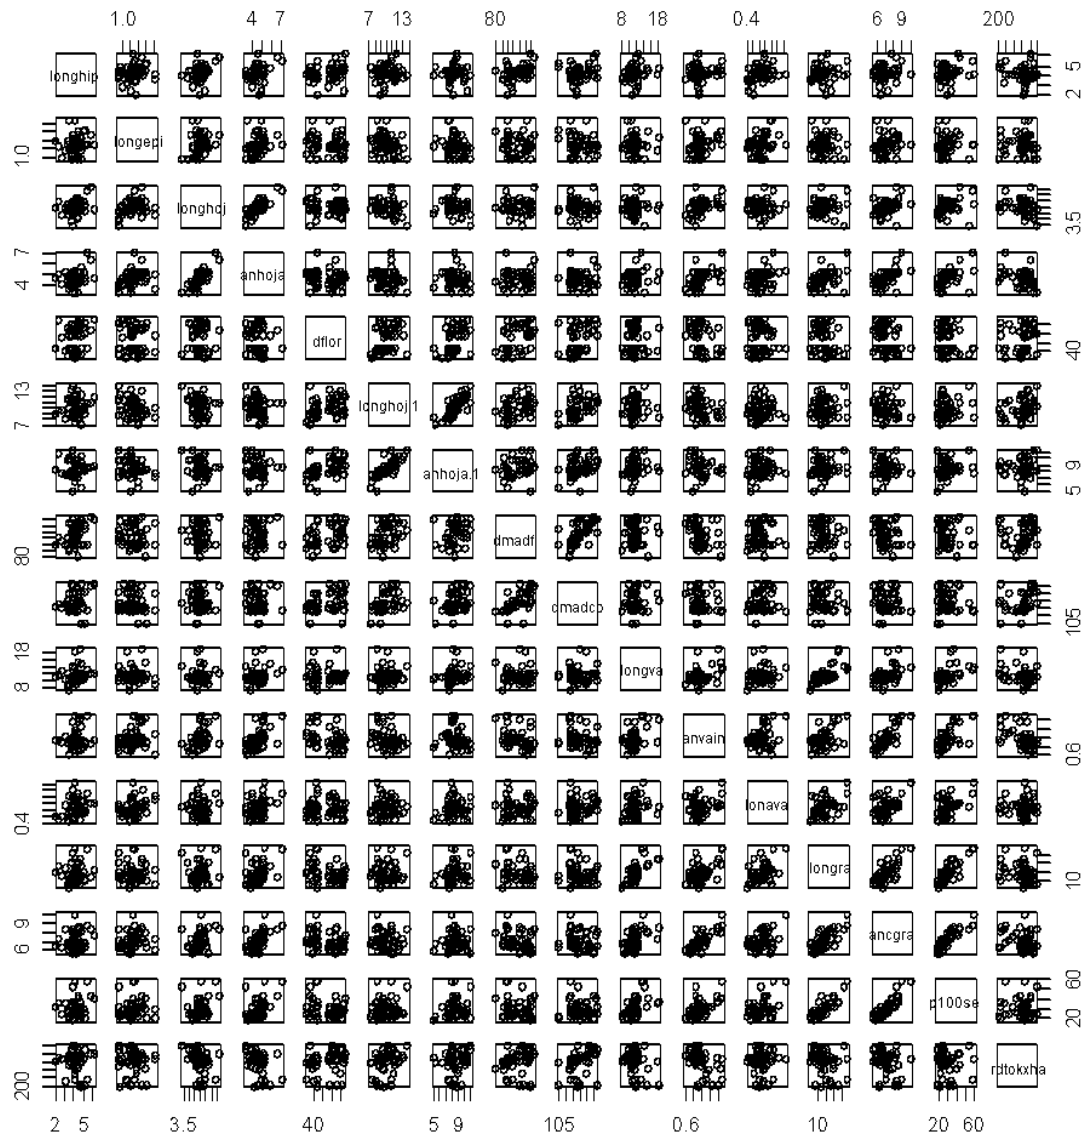 1.0 4 7 7 13 80 8 18 0.4 6 9 200
longhip 2 5
1.0 longepi
longhoj 3.5
4 7 anhoja
dflor 40
7 13 longhoj.1
anhoja.1 5 9
80 dmadf
dmadco 105
8 18 longva
anvain 0.6
0.4 lonava
longra 10
6 9 ancgra
p100se 20 60
200 rdtokxha
2 5 3.5 40 5 9 105 0.6 10 20 60